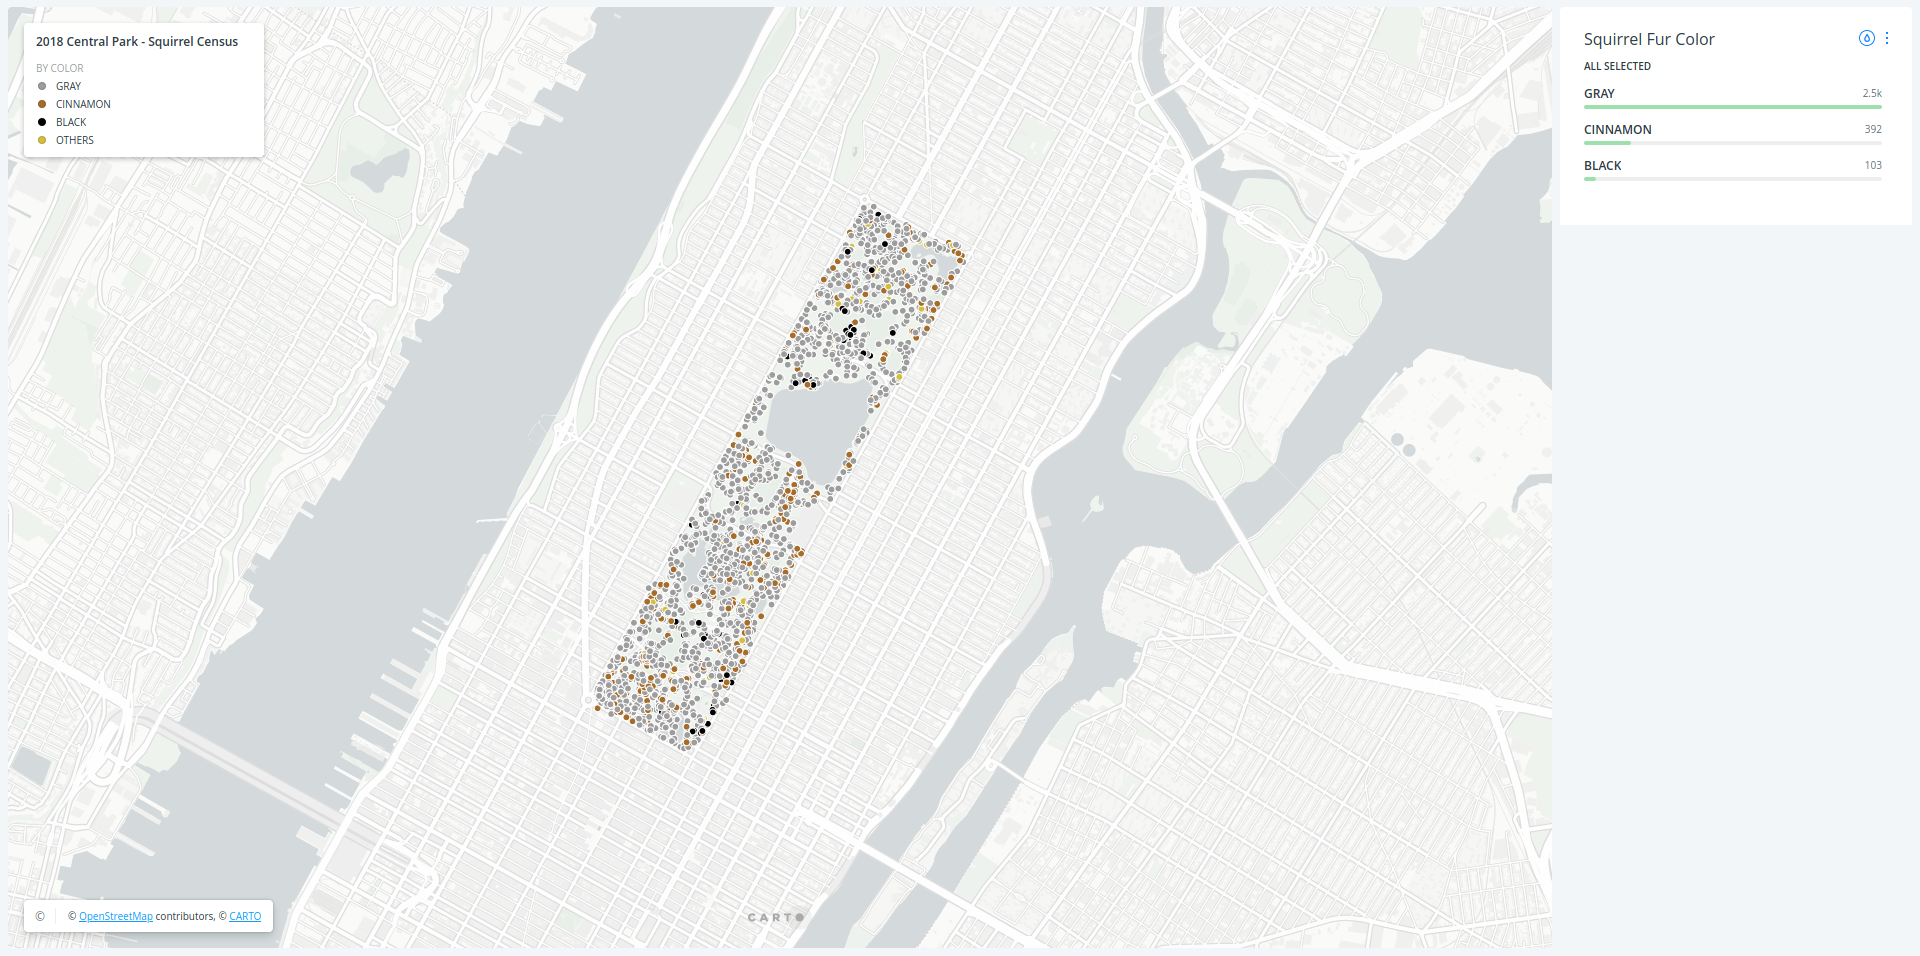 2018 Central Park - Squirrel Census
BY COLOR
GRAY
CINNAMON
BLACK
OTHERS
Squirrel Fur Color
ALL SELECTED
GRAY 2.5k
CINNAMON 392
BLACK 103
© © OpenStreetMap contributors, © CARTO
CARTO